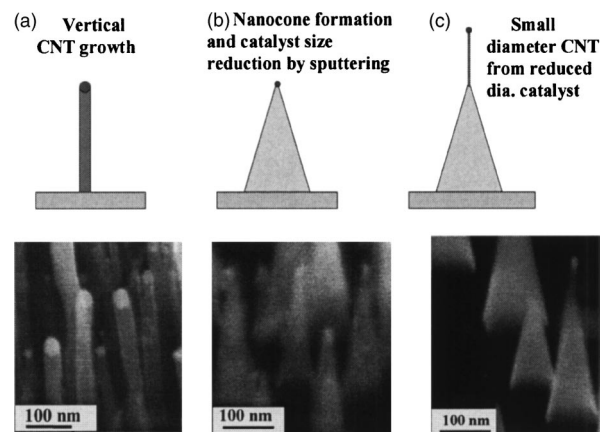 (a) Vertical
CNT growth
(b) Nanocone formation
and catalyst size
reduction by sputtering
(c) Small
diameter CNT
from reduced
dia. catalyst
100 nm
100 nm
100 nm